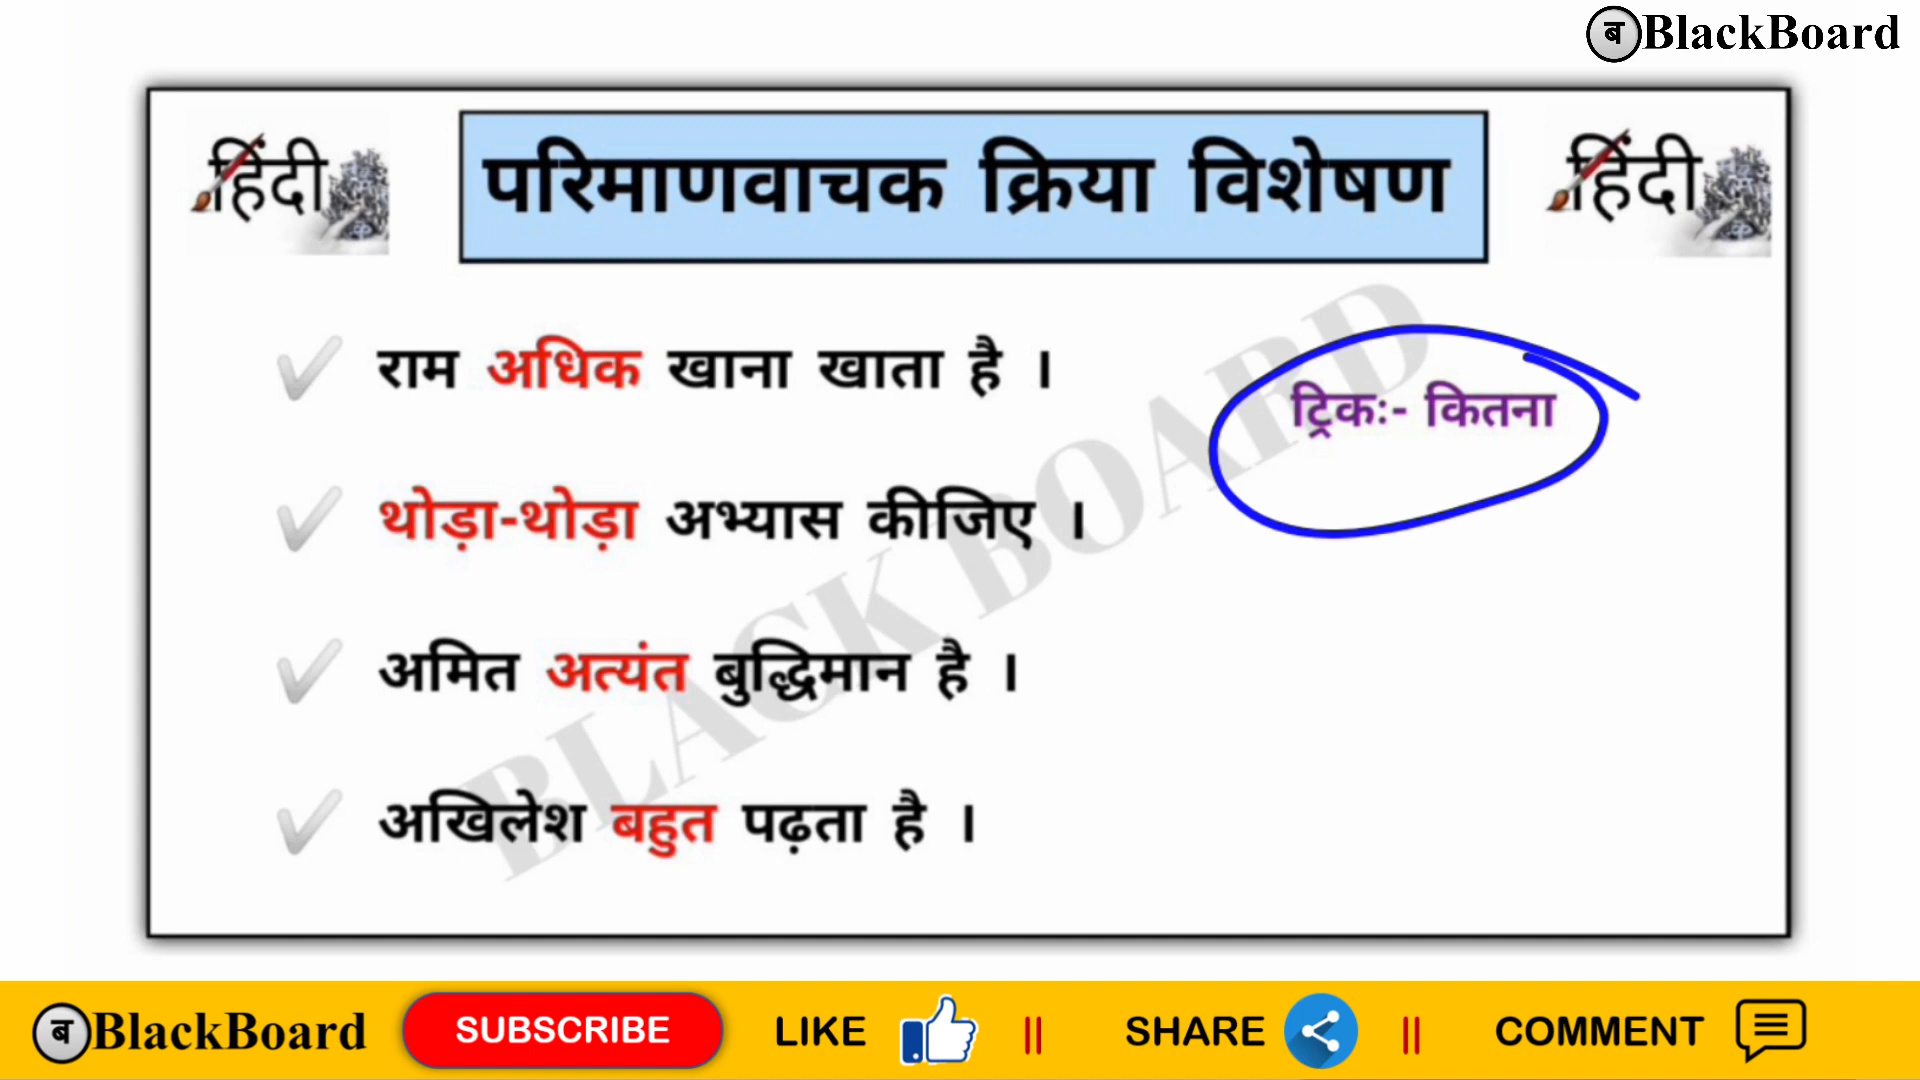 ब BlackBoard
हिंदी
परिमाणवाचक क्रिया विशेषण
हिंदी
राम अधिक खाना खाता है ।
ट्रिकः- कितना
थोड़ा-थोड़ा अभ्यास कीजिए ।
अमित अत्यंत बुद्धिमान है ।
अखिलेश बहुत पढ़ता है ।
BLACK BOARD
ब BlackBoard SUBSCRIBE LIKE || SHARE || COMMENT